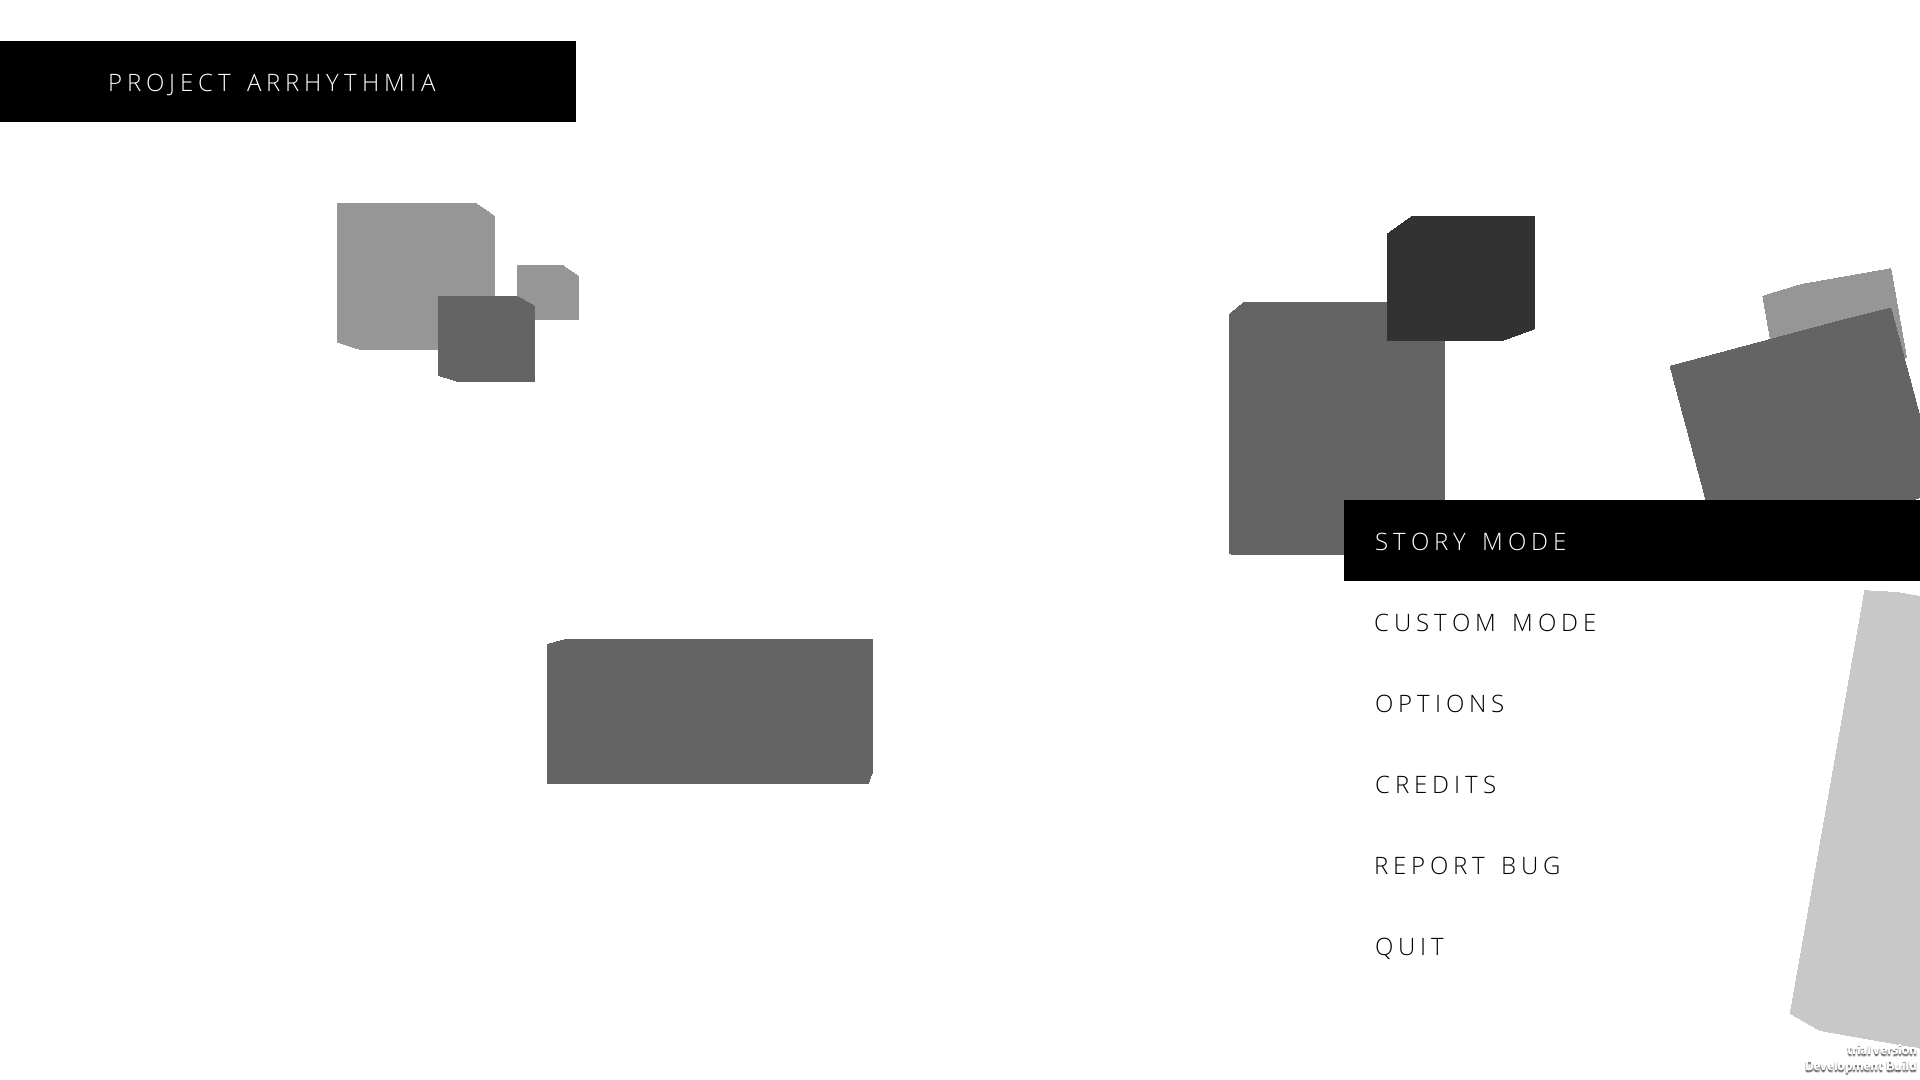 PROJECT ARRHYTHMIA
STORY MODE
CUSTOM MODE
OPTIONS
CREDITS
REPORT BUG
QUIT
trial version
Development Build